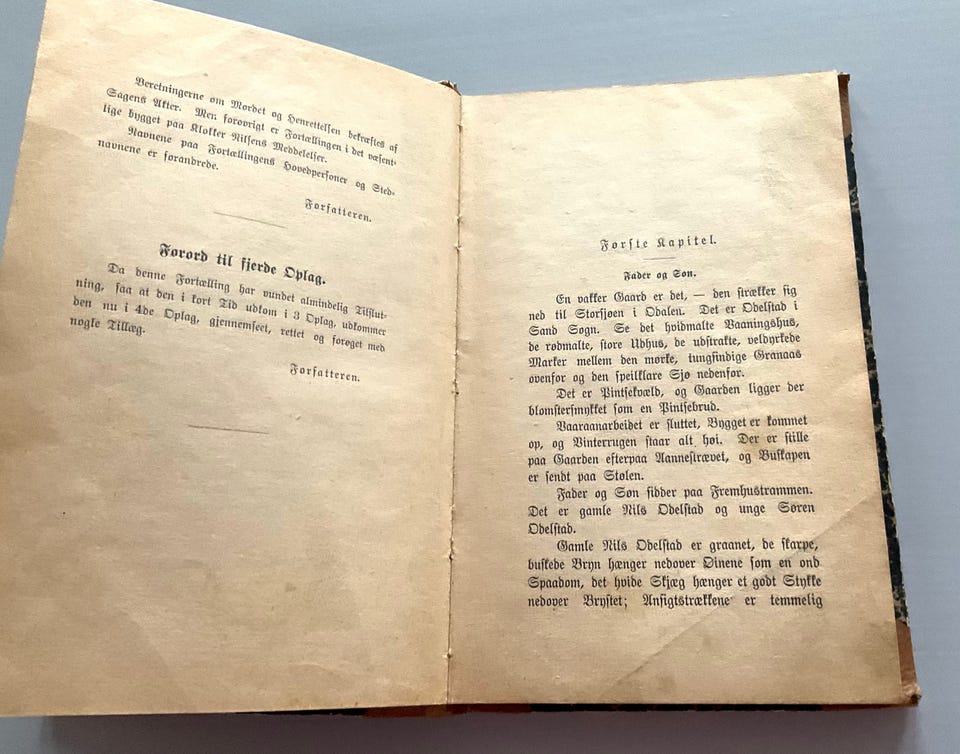 Beretningerne om Mordet og Henrettelsen bekræftes af
Sagens Akter. Men forøvrigt er Fortællingen i det væsent-
lige bygget paa Klokker Nilsens Meddelelser.
Navnene paa Fortællingens Hovedpersoner og Sted-
navnene er forandrede.
Forfatteren.
Forord til fjerde Oplag.
Da denne Fortælling har vundet almindelig Tilslut-
ning, saa at den i kort Tid udkom i 3 Oplag, udkommer
den nu i 4de Oplag, gjennemseet, rettet og forøget med
nogle Tillæg.
Forfatteren.
Første Kapitel.
Fader og Søn.
En vakker Gaard er det, — den strækker sig
ned til Storsjøen i Odalen. Det er Odelstad i
Sand Sogn. Se det hvidmalte Vaaningshus,
de rødmalte, store Udhus, de udstrakte, veldyrkede
Marker mellem den mørke, tungsindige Granaas
ovenfor og den speilklare Sjø nedenfor.
Det er Pintsekvæld, og Gaarden ligger der
blomstersmykket som en Pintsebrud.
Vaaraanarbeidet er sluttet, Bygget er kommet
op, og Vinterrugen staar alt høi. Der er stille
paa Gaarden efterpaa Aannestrævet, og Buskapen
er sendt paa Stølen.
Fader og Søn sidder paa Fremhustrammen.
Det er gamle Nils Odelstad og unge Søren
Odelstad.
Gamle Nils Odelstad er graanet, de skarpe,
buskede Bryn hænger nedover Øinene som en ond
Spaadom, det hvide Skjæg hænger et godt Stykke
nedover Brystet; Ansigtstrækkene er temmelig